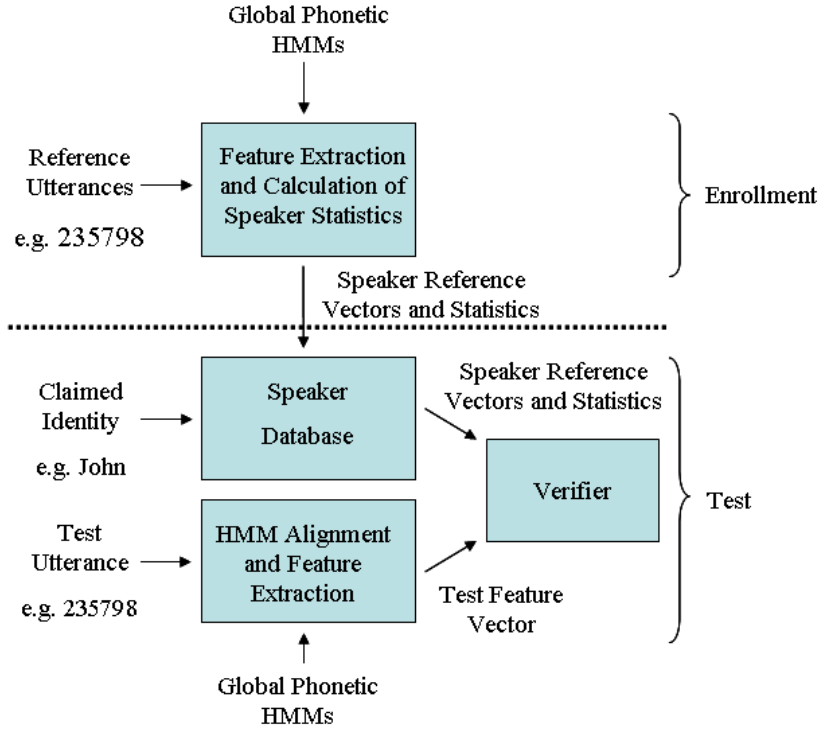 Global Phonetic
HMMs
Reference
Utterances
e.g. 235798
Feature Extraction
and Calculation of
Speaker Statistics
Enrollment
Speaker Reference
Vectors and Statistics
Claimed
Identity
e.g. John
Speaker
Database
Speaker Reference
Vectors and Statistics
Verifier
Test
Test
Utterance
e.g. 235798
HMM Alignment
and Feature
Extraction
Test Feature
Vector
Global Phonetic
HMMs